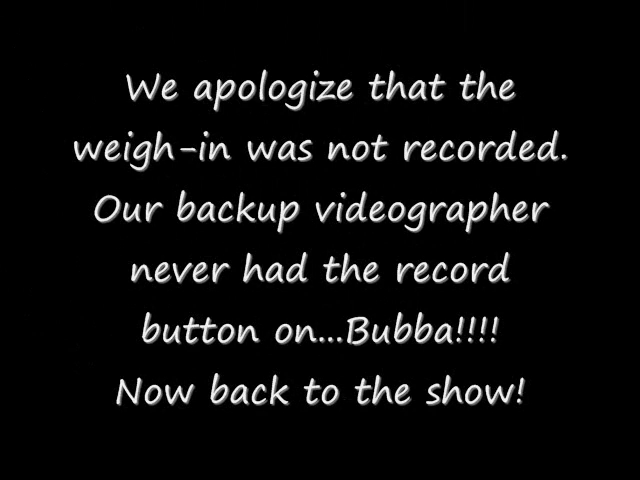 We apologize that the
weigh-in was not recorded.
Our backup videographer
never had the record
button on...Bubba!!!!
Now back to the show!